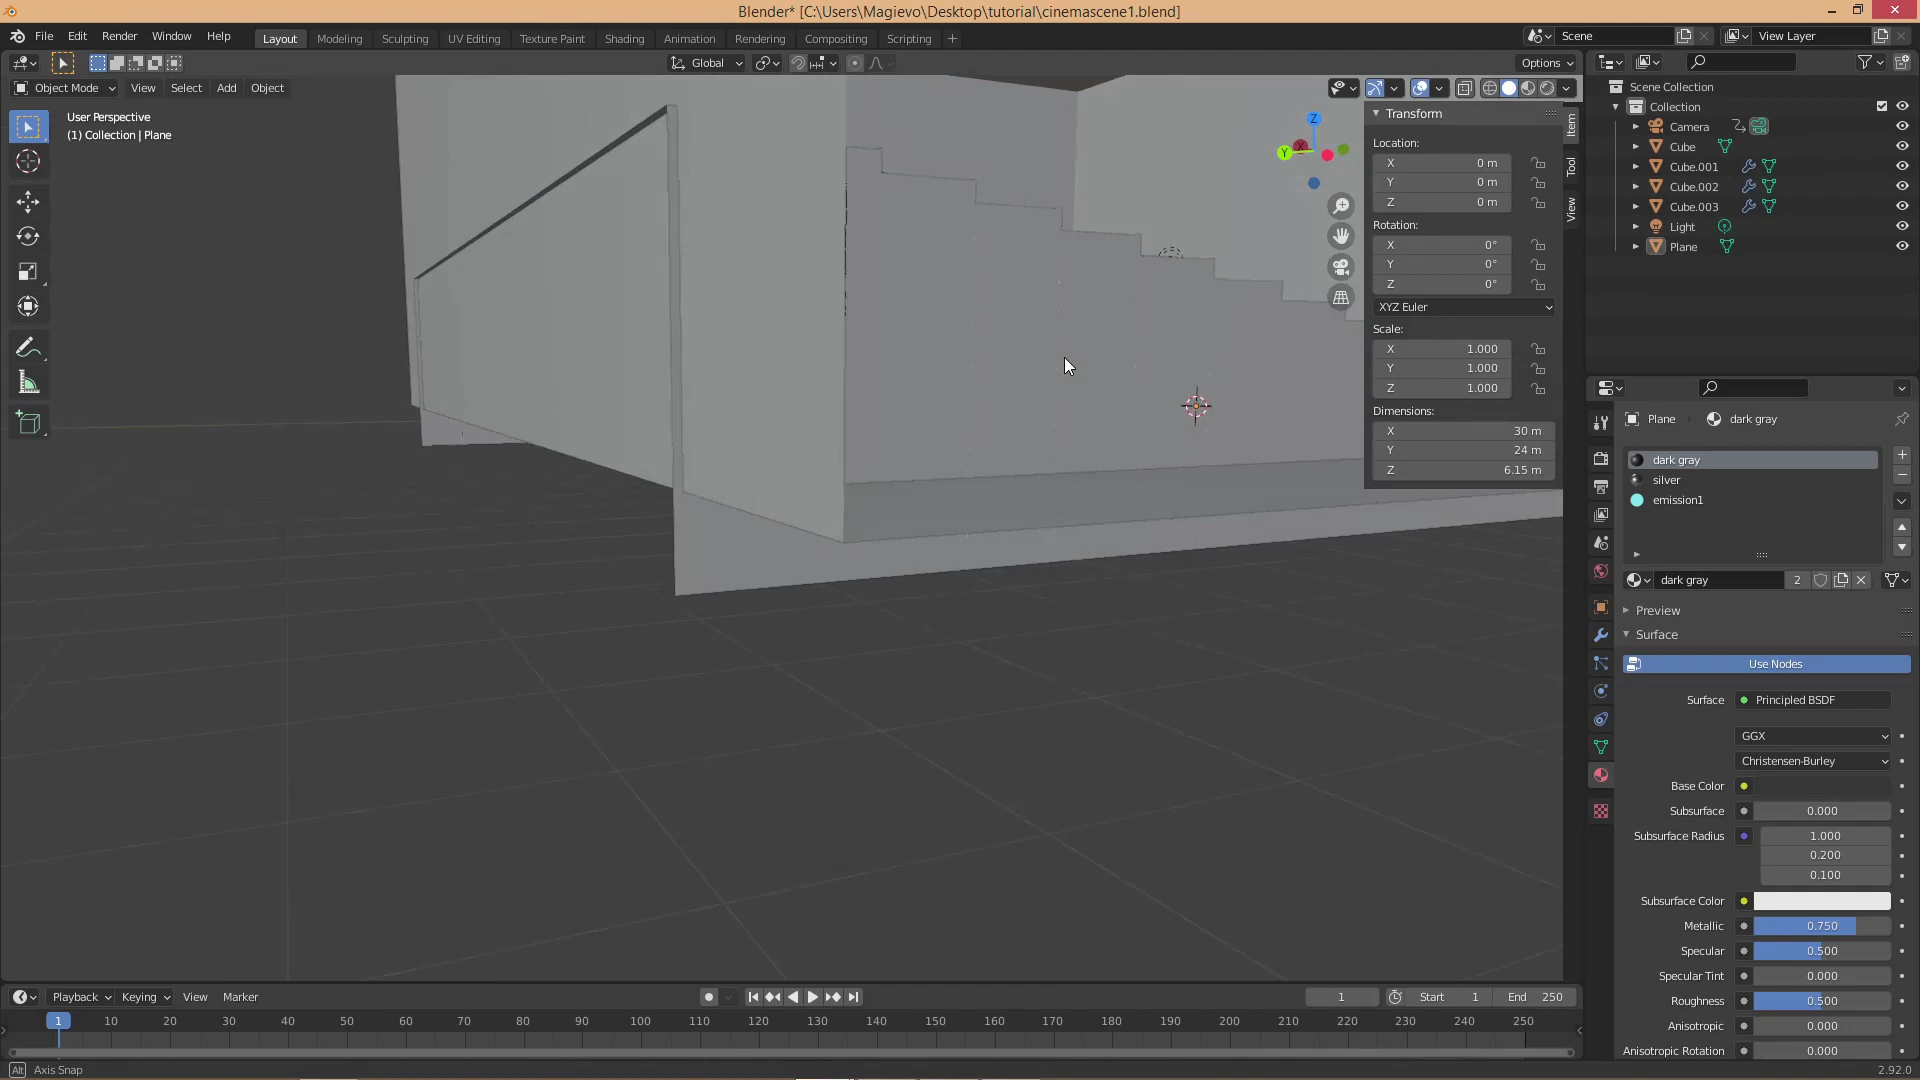 Blender* [C:\Users\Magievo\Desktop\tutorial\cinemascene1.blend]
File Edit Render Window Help
Layout Modeling Sculpting UV Editing Texture Paint Shading Animation Rendering Compositing Scripting
Scene
View Layer
Global
Options
Object Mode View Select Add Object
User Perspective
(1) Collection | Plane
Z
X
Y
Item
Tool
View
Transform
Location:
X 0 m
Y 0 m
Z 0 m
Rotation:
X 0°
Y 0°
Z 0°
XYZ Euler
Scale:
X 1.000
Y 1.000
Z 1.000
Dimensions:
X 30 m
Y 24 m
Z 6.15 m
Scene Collection
Collection
Camera
Cube
Cube.001
Cube.002
Cube.003
Light
Plane
Plane dark gray
dark gray
silver
emission1
dark gray 2
Preview
Surface
Use Nodes
Surface Principled BSDF
GGX
Christensen-Burley
Base Color
Subsurface 0.000
Subsurface Radius 1.000
0.200
0.100
Subsurface Color
Metallic 0.750
Specular 0.500
Specular Tint 0.000
Roughness 0.500
Anisotropic 0.000
Anisotropic Rotation 0.000
Playback Keying View Marker
1 Start 1 End 250
1 10 20 30 40 50 60 70 80 90 100 110 120 130 140 150 160 170 180 190 200 210 220 230 240 250
Alt Axis Snap
2.92.0